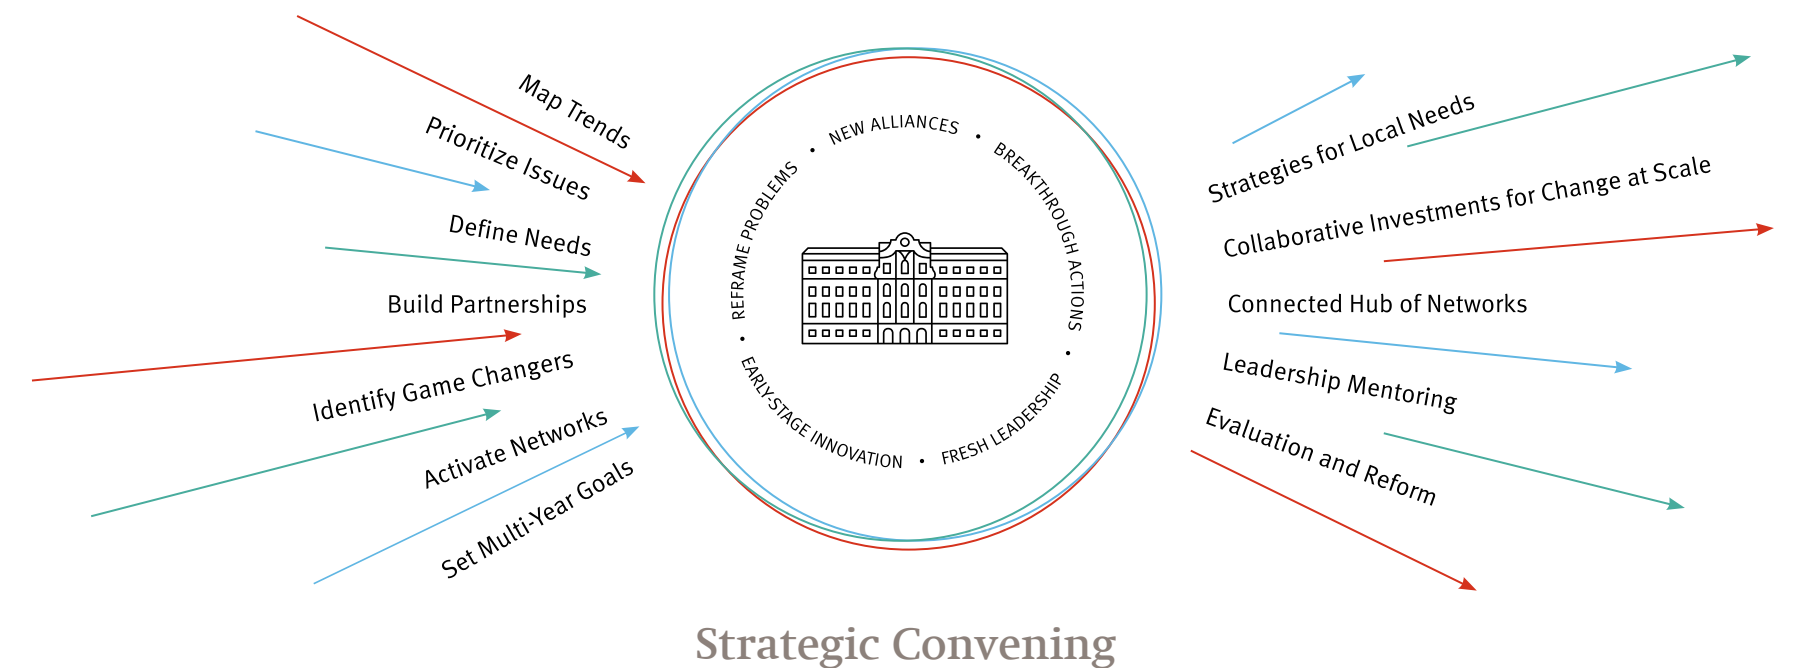 Map Trends
Prioritize Issues
Define Needs
Build Partnerships
Identify Game Changers
Activate Networks
Set Multi-Year Goals
REFRAME PROBLEMS • NEW ALLIANCES • BREAKTHROUGH ACTIONS • FRESH LEADERSHIP • EARLY-STAGE INNOVATION •
Strategies for Local Needs
Collaborative Investments for Change at Scale
Connected Hub of Networks
Leadership Mentoring
Evaluation and Reform
Strategic Convening